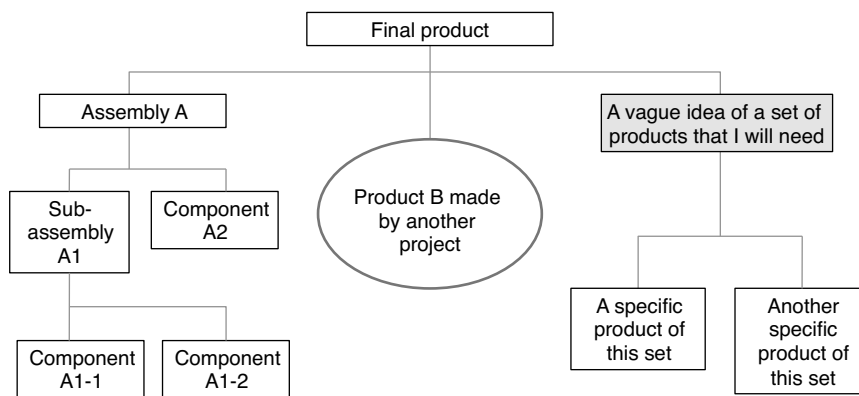 Final product
Assembly A
A vague idea of a set of
products that I will need
Product B made
by another
project
Sub-
assembly
A1
Component
A2
A specific
product of
this set
Another
specific
product of
this set
Component
A1-1
Component
A1-2